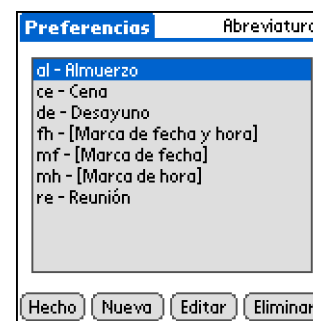 Preferencias Abreviatura
al - Almuerzo
ce - Cena
de - Desayuno
fh - [Marca de fecha y hora]
mf - [Marca de fecha]
mh - [Marca de hora]
re - Reunión
Hecho Nueva Editar Eliminar